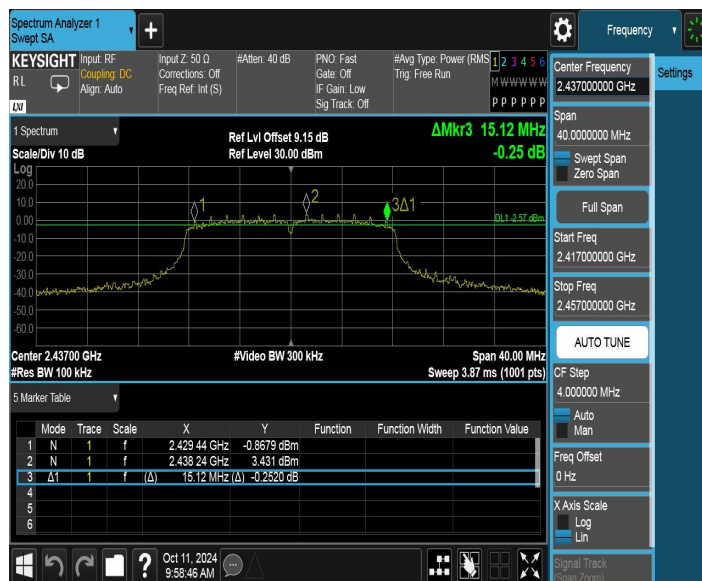 Spectrum Analyzer 1
Swept SA
+
Frequency
KEYSIGHT
Input: RF
Coupling: DC
Align: Auto
Input Z: 50 Ω
Corrections: Off
Freq Ref: Int (S)
#Atten: 40 dB
PNO: Fast
Gate: Off
IF Gain: Low
Sig Track: Off
#Avg Type: Power (RMS
Trig: Free Run
1 2 3 4 5 6
M W W W W W
P P P P P P
R L
LXI
1 Spectrum
Scale/Div 10 dB
Ref Lvl Offset 9.15 dB
Ref Level 30.00 dBm
ΔMkr3 15.12 MHz
-0.25 dB
Log
20.0
10.0
0.00
-10.0
-20.0
-30.0
-40.0
-50.0
-60.0
1
2
3Δ1
DL1 -2.57 dBm
Center 2.43700 GHz
#Video BW 300 kHz
Span 40.00 MHz
#Res BW 100 kHz
Sweep 3.87 ms (1001 pts)
5 Marker Table
Mode Trace Scale X Y Function Function Width Function Value
1 N 1 f 2.429 44 GHz -0.8679 dBm
2 N 1 f 2.438 24 GHz 3.431 dBm
3 Δ1 1 f (Δ) 15.12 MHz (Δ) -0.2520 dB
4
5
6
?
Oct 11, 2024
9:58:46 AM
Center Frequency
2.437000000 GHz
Span
40.0000000 MHz
Swept Span
Zero Span
Full Span
Start Freq
2.417000000 GHz
Stop Freq
2.457000000 GHz
AUTO TUNE
CF Step
4.000000 MHz
Auto
Man
Freq Offset
0 Hz
X Axis Scale
Log
Lin
Signal Track
(Span Zoom)
Settings